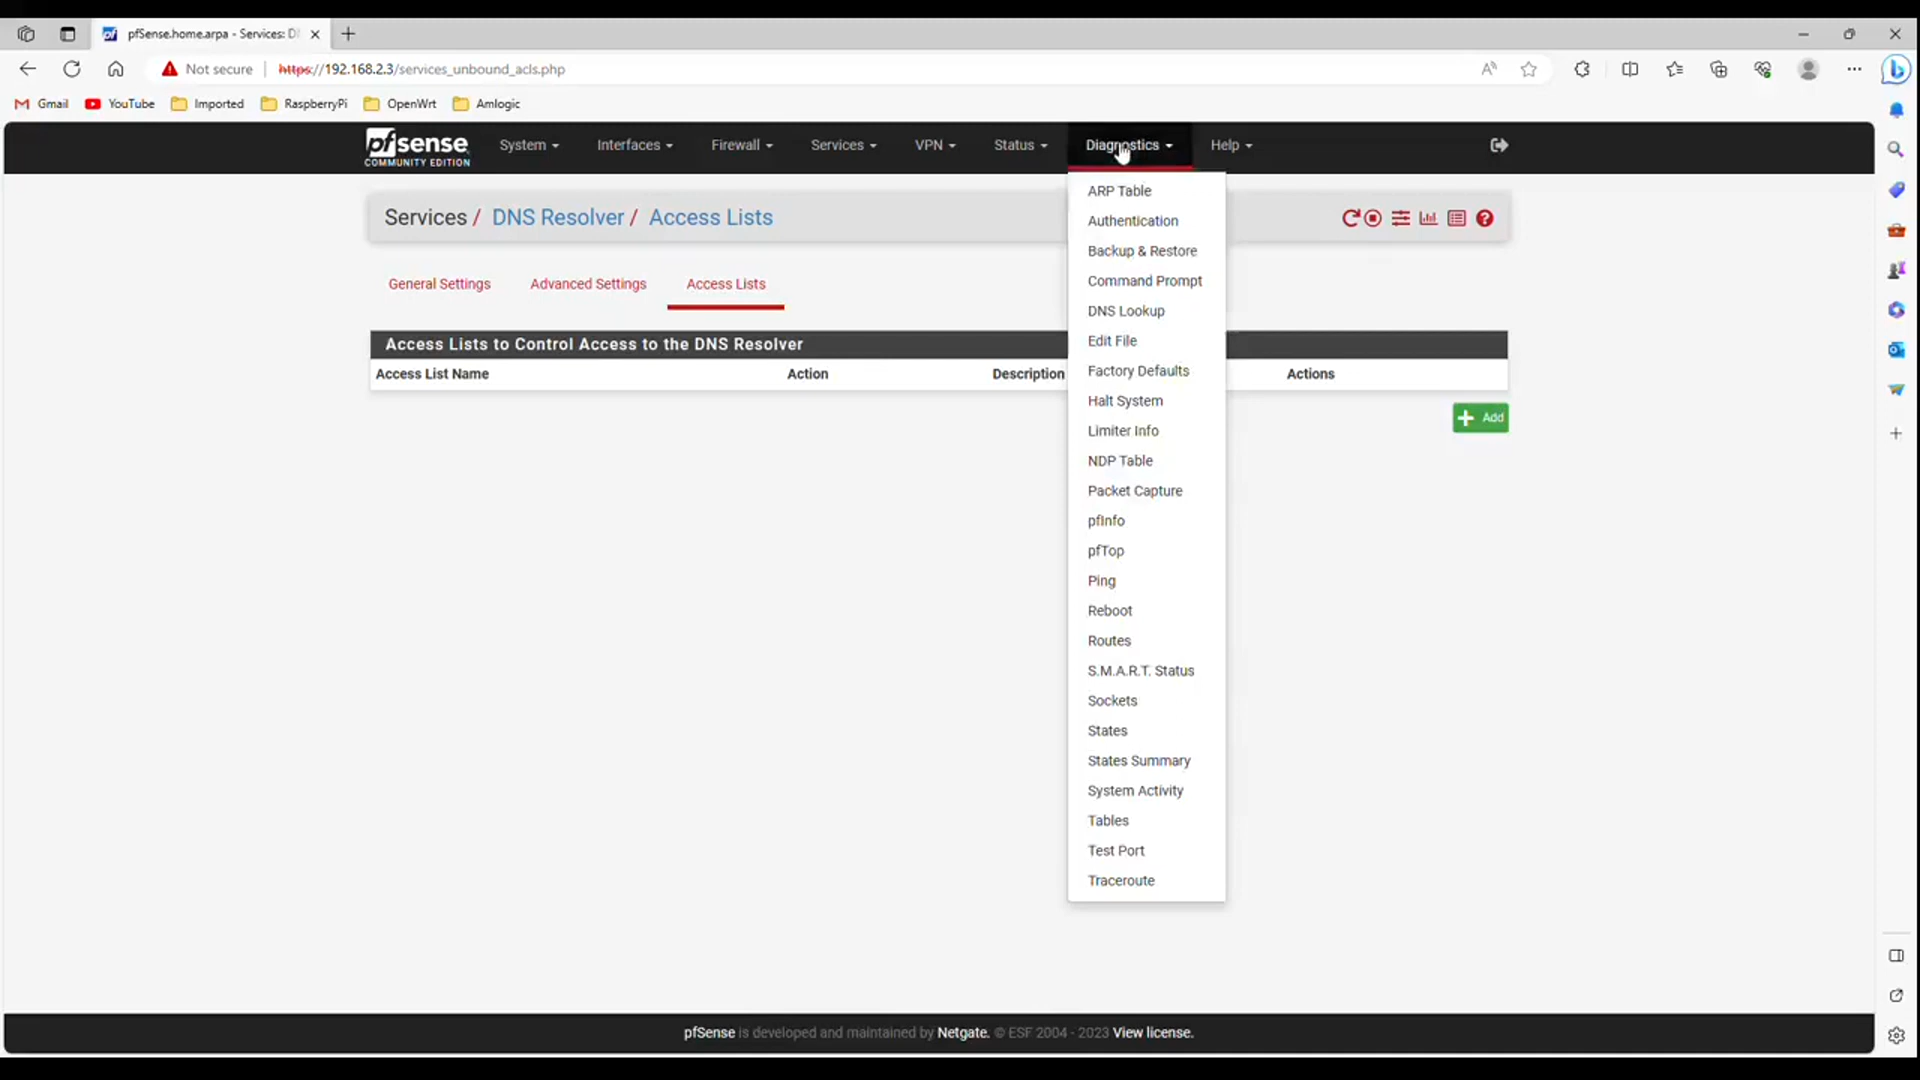 pfSense.home.arpa - Services: D
Not secure
https://192.168.2.3/services_unbound_acls.php
Gmail
YouTube
Imported
RaspberryPi
OpenWrt
Amlogic
pfsense
COMMUNITY EDITION
System
Interfaces
Firewall
Services
VPN
Status
Diagnostics
Help
Services / DNS Resolver / Access Lists
General Settings
Advanced Settings
Access Lists
Access Lists to Control Access to the DNS Resolver
Access List Name
Action
Description
Actions
Add
ARP Table
Authentication
Backup & Restore
Command Prompt
DNS Lookup
Edit File
Factory Defaults
Halt System
Limiter Info
NDP Table
Packet Capture
pfInfo
pfTop
Ping
Reboot
Routes
S.M.A.R.T. Status
Sockets
States
States Summary
System Activity
Tables
Test Port
Traceroute
pfSense is developed and maintained by Netgate. © ESF 2004 - 2023 View license.